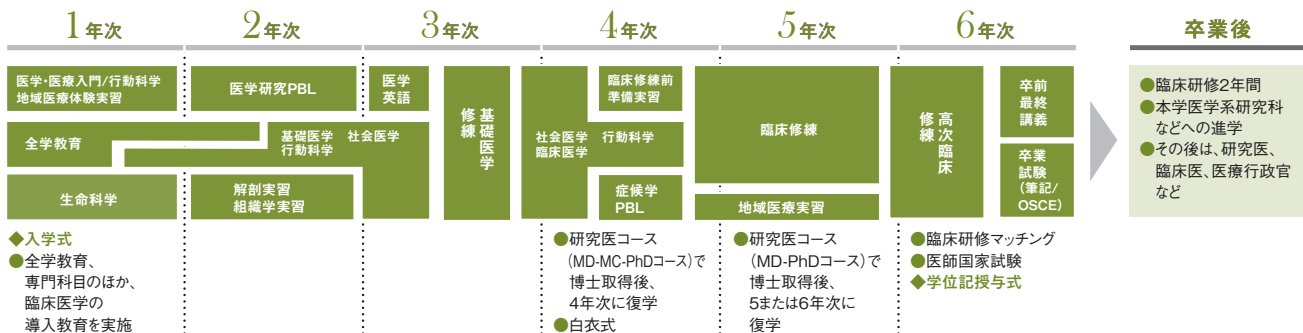 1年次
2年次
3年次
4年次
5年次
6年次
卒業後
医学・医療入門/行動科学
地域医療体験実習
全学教育
生命科学
医学研究PBL
基礎医学
行動科学
社会医学
解剖実習
組織学実習
医学
英語
基礎医学
修練
社会医学
臨床医学
行動科学
臨床修練前
準備実習
症候学
PBL
臨床修練
地域医療実習
高次臨床
修練
卒前
最終
講義
卒業
試験
(筆記/
OSCE)
●臨床研修2年間
●本学医学系研究科
などへの進学
●その後は、研究医、
臨床医、医療行政官
など
◆入学式
●全学教育、
専門科目のほか、
臨床医学の
導入教育を実施
●研究医コース
(MD-MC-PhDコース)で
博士取得後、
4年次に復学
●白衣式
●研究医コース
(MD-PhDコース)で
博士取得後、
5または6年次に
復学
●臨床研修マッチング
●医師国家試験
◆学位記授与式